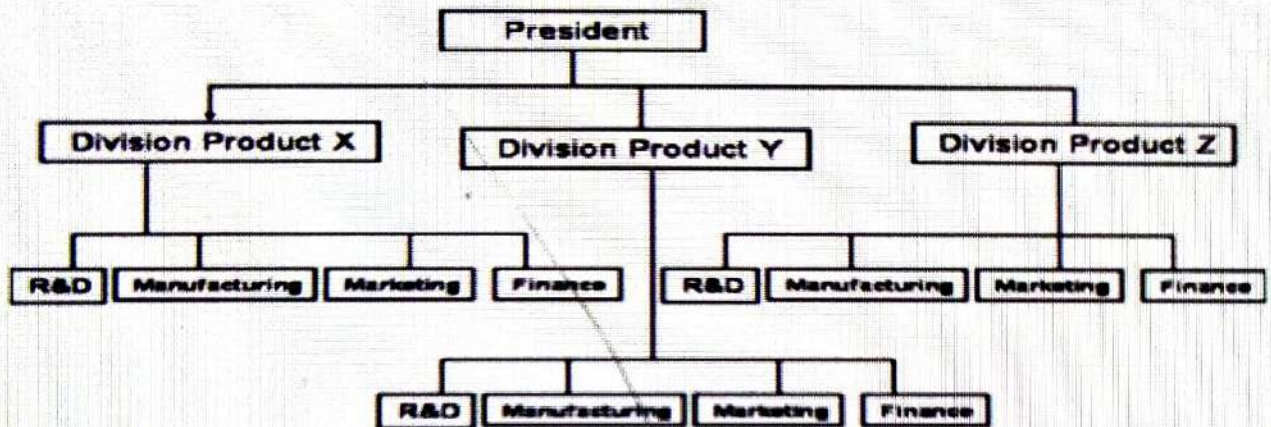 President
Division Product X
Division Product Y
Division Product Z
R&D
Manufacturing
Marketing
Finance
R&D
Manufacturing
Marketing
Finance
R&D
Manufacturing
Marketing
Finance